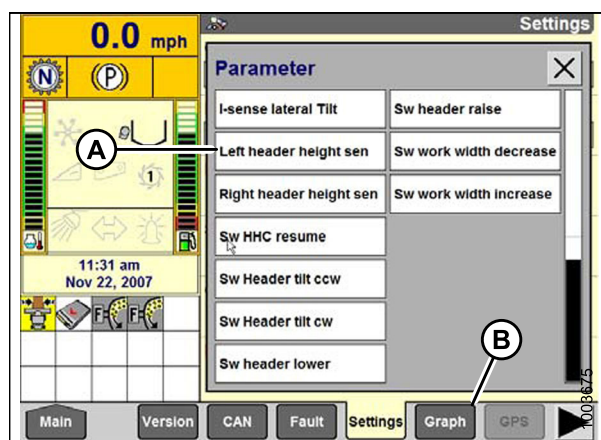 0.0 mph
Settings
N
(P)
Parameter
I-sense lateral Tilt
Sw header raise
A
Left header height sen
Sw work width decrease
1
Right header height sen
Sw work width increase
Sw HHC resume
11:31 am
Nov 22, 2007
Sw Header tilt ccw
F
F
Sw Header tilt cw
B
Sw header lower
1003675
Main
Version
CAN
Fault
Settings
Graph
GPS